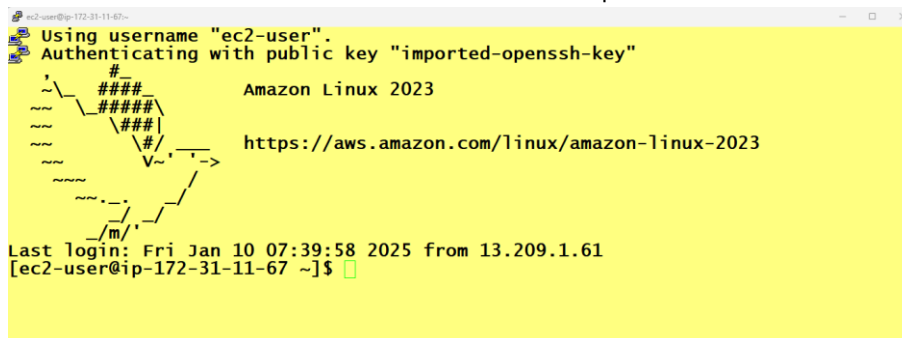 ec2-user@ip-172-31-11-67:~
Using username "ec2-user".
Authenticating with public key "imported-openssh-key"
   ,     #_
   ~\_  ####_        Amazon Linux 2023
  ~~  \_#####\
  ~~     \###|
  ~~       \#/ ___   https://aws.amazon.com/linux/amazon-linux-2023
   ~~       V~' '->
    ~~~         /
      ~~._.   _/
         _/ _/
       _/m/'
Last login: Fri Jan 10 07:39:58 2025 from 13.209.1.61
[ec2-user@ip-172-31-11-67 ~]$